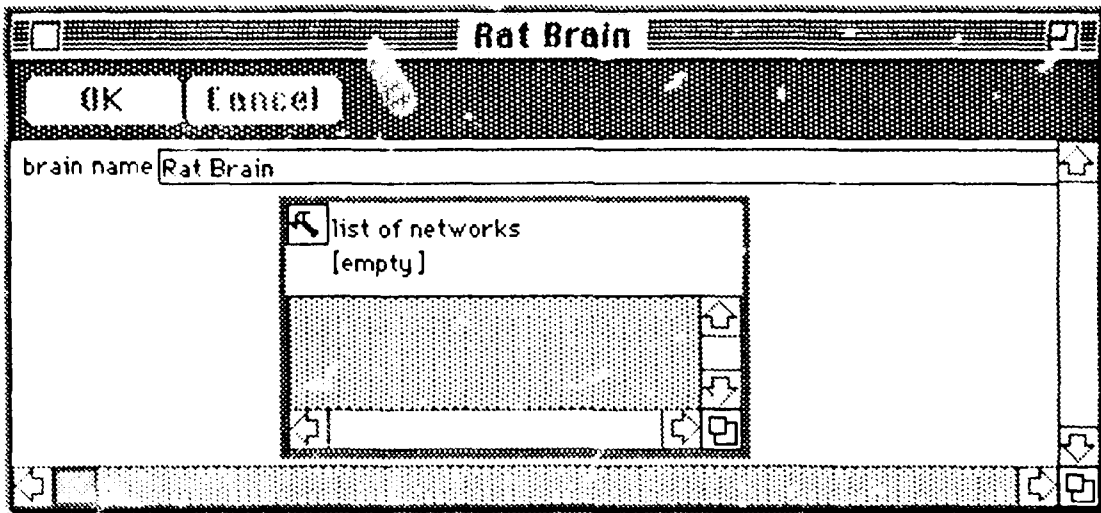 Rat Brain
OK Cancel
brain name Rat Brain
list of networks
[empty]